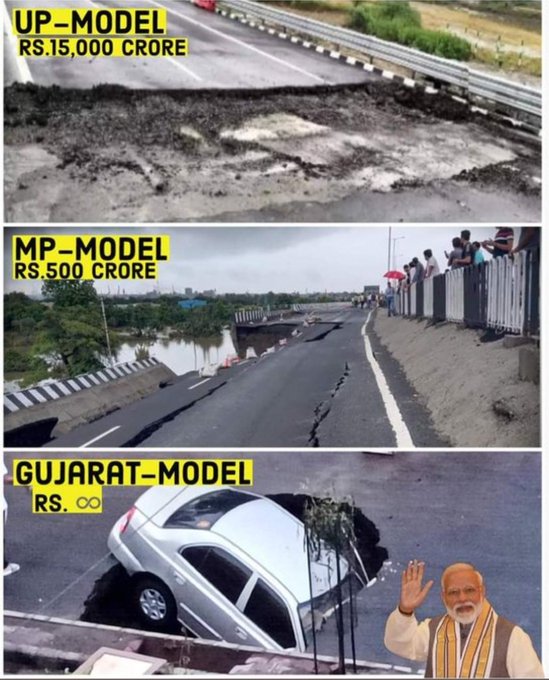 UP-MODEL
RS.15,000 CRORE
MP-MODEL
RS.500 CRORE
GUJARAT-MODEL
RS. ∞